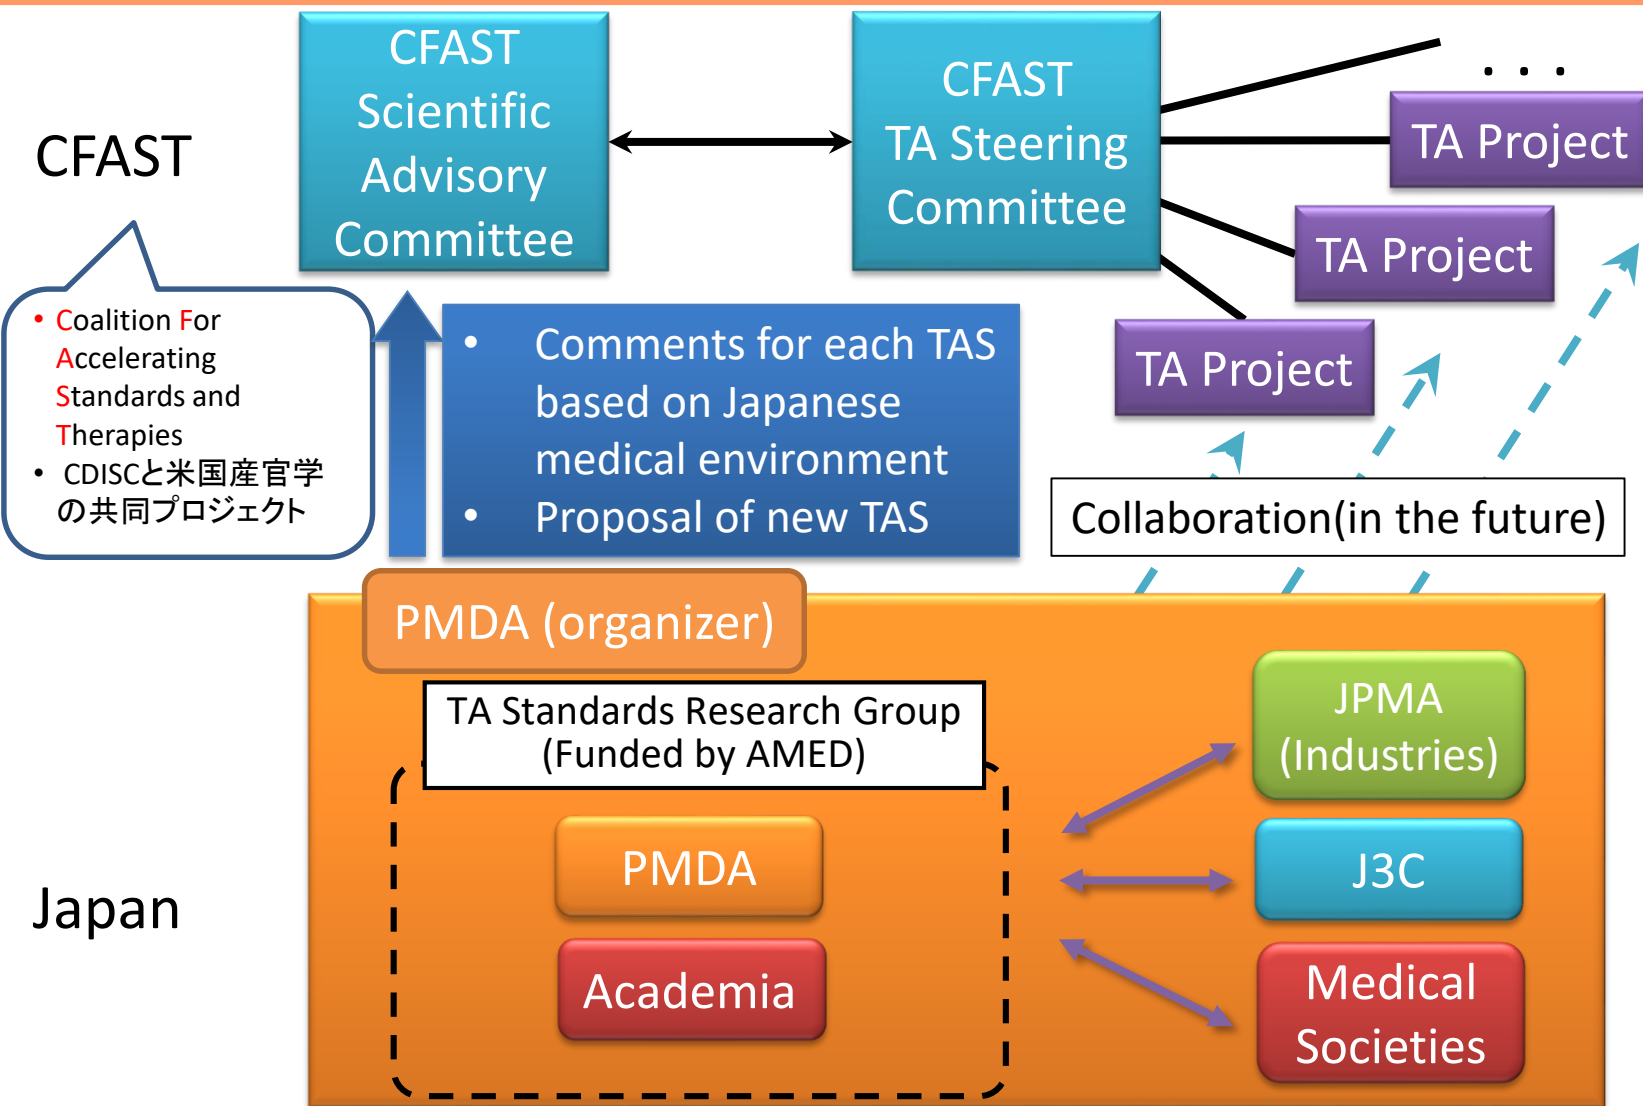 CFAST
Scientific
Advisory
Committee
CFAST
TA Steering
Committee
. . .
TA Project
TA Project
TA Project
CFAST
• Coalition For
Accelerating
Standards and
Therapies
• CDISCと米国産官学
の共同プロジェクト
• Comments for each TAS
based on Japanese
medical environment
• Proposal of new TAS
Collaboration(in the future)
PMDA (organizer)
TA Standards Research Group
(Funded by AMED)
PMDA
Academia
JPMA
(Industries)
J3C
Medical
Societies
Japan